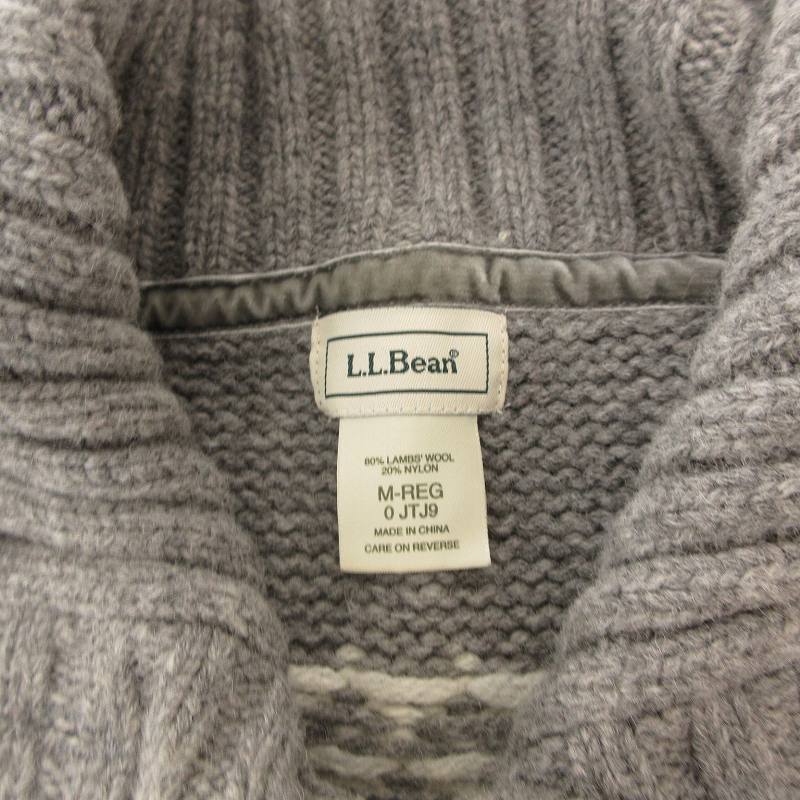 L.L.Bean®
80% LAMBS' WOOL
20% NYLON
M-REG
0 JTJ9
MADE IN CHINA
CARE ON REVERSE